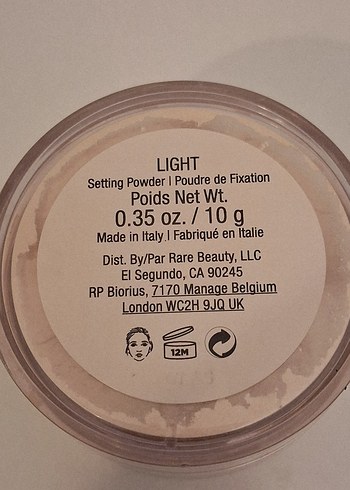 LIGHT
Setting Powder | Poudre de Fixation
Poids Net Wt.
0.35 oz. / 10 g
Made in Italy | Fabriqué en Italie
Dist. By/Par Rare Beauty, LLC
El Segundo, CA 90245
RP Biorius, 7170 Manage Belgium
London WC2H 9JQ UK
12M